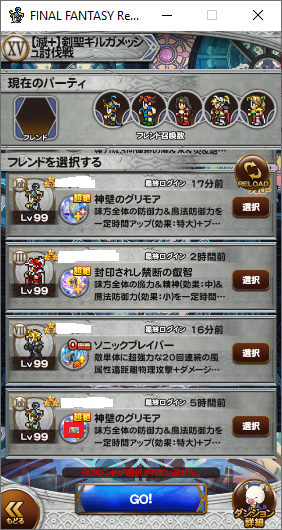 FINAL FANTASY Re...
XV
【滅+】剣聖ギルガメッシュ討伐戦
現在のパーティ
フレンド
フレンド召喚数
フレンドを選択する
RELOAD
Job
最終ログイン 17分前
神壁のグリモア
超絶
味方全体の防御力&魔法防御力を
一定時間アップ(効果:特大)+ブ…
Lv99
選択
III
最終ログイン 2時間前
封印されし禁断の叡智
味方全体の魔力&精神(効果:中)&
魔法防御力(効果:小)を一定時間…
Lv99
選択
VII
最終ログイン 16分前
ソニックブレイバー
敵単体に超強力な20回連続の風
属性遠距離物理攻撃+ダメージ…
Lv99
選択
Job
最終ログイン 5時間前
神壁のグリモア
超絶
味方全体の防御力&魔法防御力を
一定時間アップ(効果:特大)+ブ…
Lv99
選択
もどる
GO!
ダンジョン
詳細